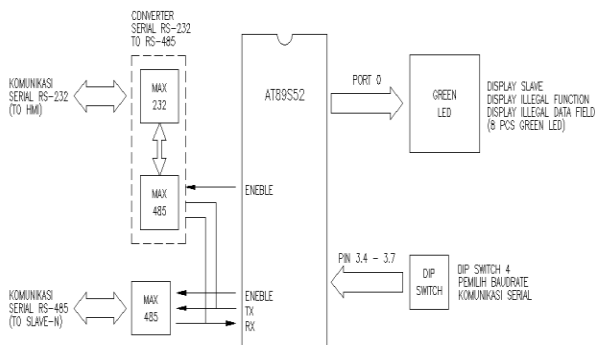 CONVERTER
SERIAL RS-232
TO RS-485
KOMUNIKASI
SERIAL RS-232
(TO HMI)
MAX
232
MAX
485
AT89S52
PORT 0
GREEN
LED
DISPLAY SLAVE
DISPLAY ILLEGAL FUNCTION
DISPLAY ILLEGAL DATA FIELD
(8 PCS GREEN LED)
ENEBLE
PIN 3.4 - 3.7
DIP
SWITCH
DIP SWITCH 4
PEMILIH BAUDRATE
KOMUNIKASI SERIAL
KOMUNIKASI
SERIAL RS-485
(TO SLAVE-N)
MAX
485
ENEBLE
TX
RX